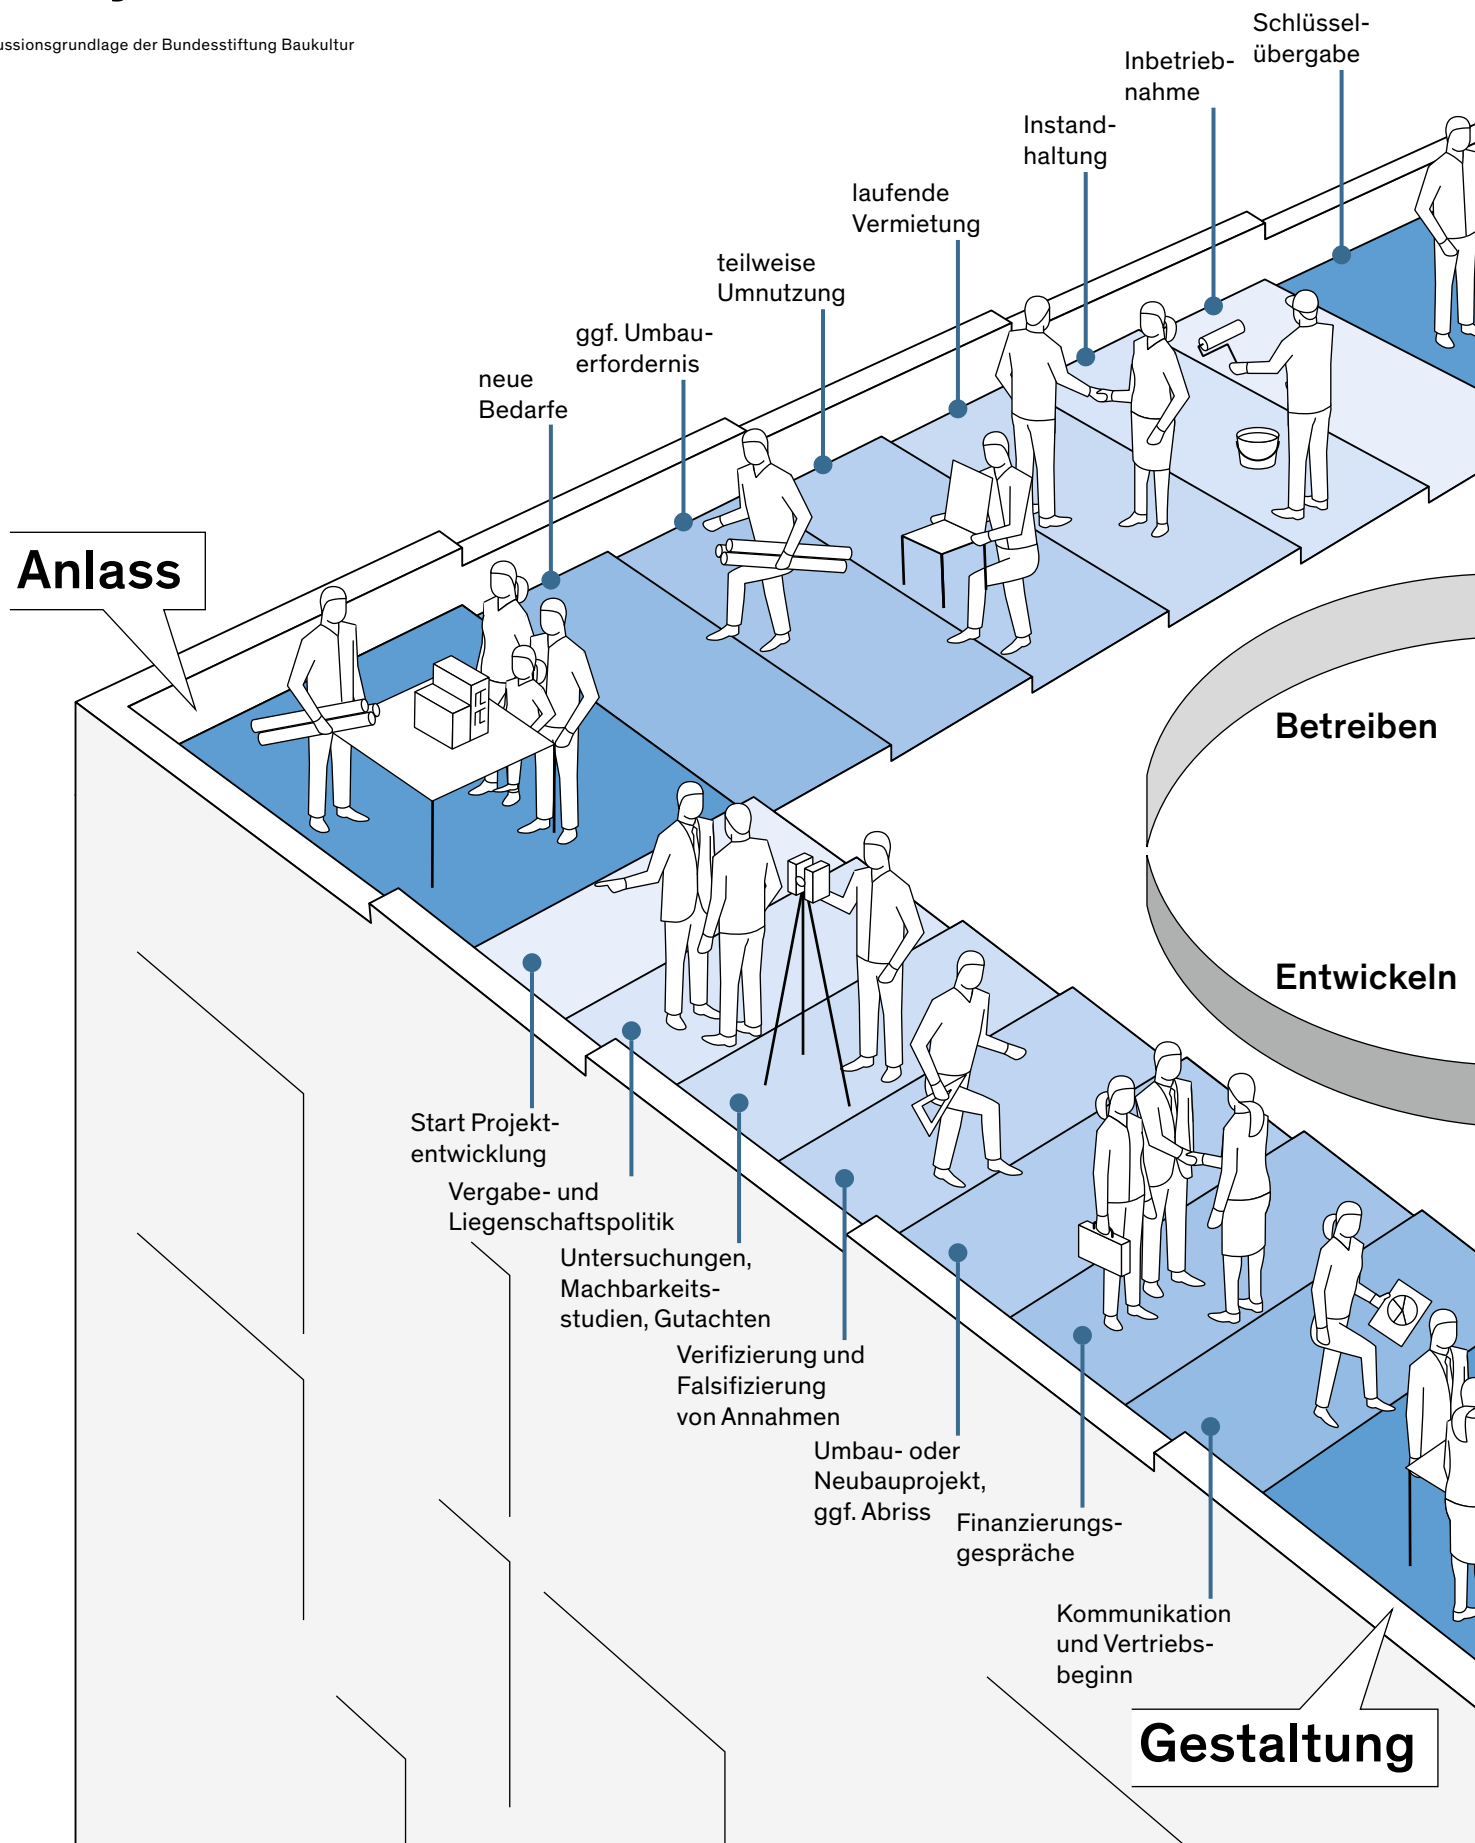 Diskussionsgrundlage der Bundesstiftung Baukultur
Schlüssel-
übergabe
Inbetrieb-
nahme
Instand-
haltung
laufende
Vermietung
teilweise
Umnutzung
ggf. Umbau-
erfordernis
neue
Bedarfe
Anlass
Betreiben
Entwickeln
Start Projekt-
entwicklung
Vergabe- und
Liegenschaftspolitik
Untersuchungen,
Machbarkeits-
studien, Gutachten
Verifizierung und
Falsifizierung
von Annahmen
Umbau- oder
Neubauprojekt,
ggf. Abriss
Finanzierungs-
gespräche
Kommunikation
und Vertriebs-
beginn
Gestaltung